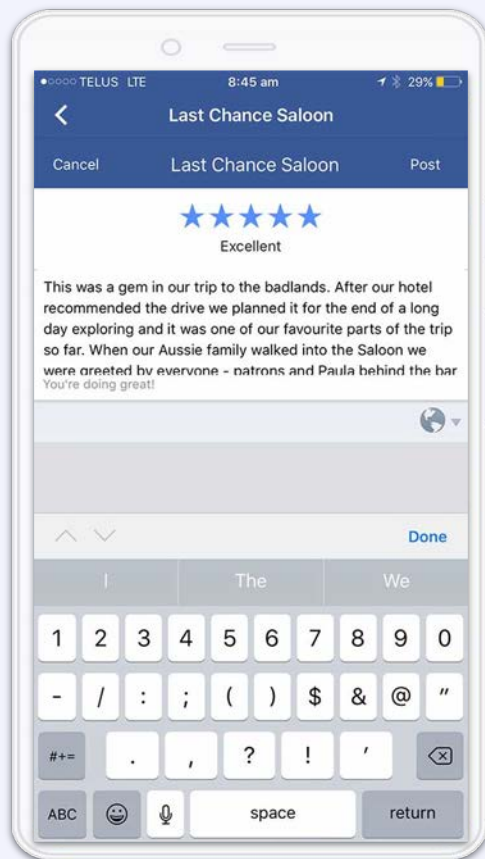 TELUS LTE 8:45 am 29%
Last Chance Saloon
Cancel Last Chance Saloon Post
Excellent
This was a gem in our trip to the badlands. After our hotel
recommended the drive we planned it for the end of a long
day exploring and it was one of our favourite parts of the trip
so far. When our Aussie family walked into the Saloon we
were greeted by everyone - patrons and Paula behind the bar
You're doing great!
Done
I The We
1 2 3 4 5 6 7 8 9 0
- / : ; ( ) $ & @ "
#+= . , ? ! '
ABC space return